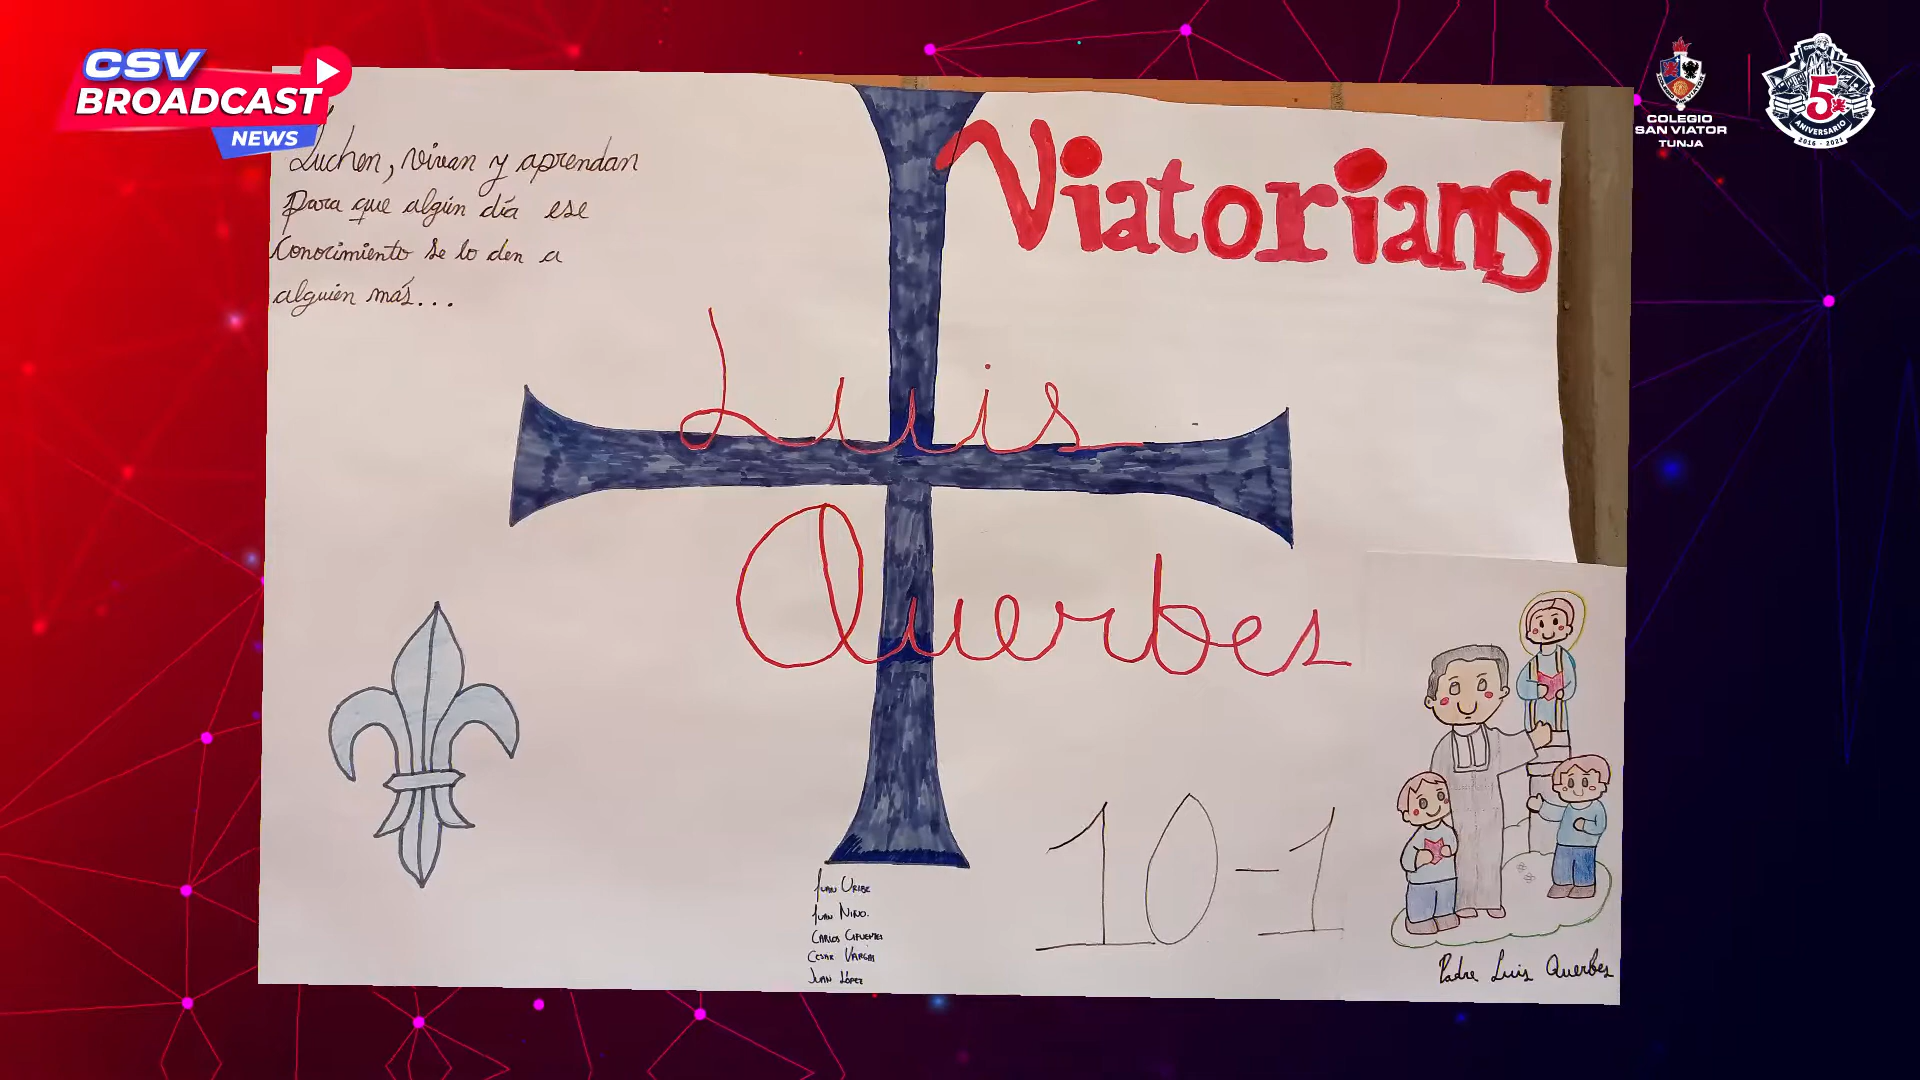 CSV
BROADCAST
NEWS
COLEGIO
SAN VIATOR
TUNJA
5
ANIVERSARIO
2016 - 2021
Luchen, vivan y aprendan
para que algún día ese
conocimiento se lo den a
alguien más...
Viatorians
Luis
Querbes
10-1
Juan Uribe
Juan Niño.
Carlos Cifuentes
Cesar Vargas
Juan López
Padre Luis Querbes